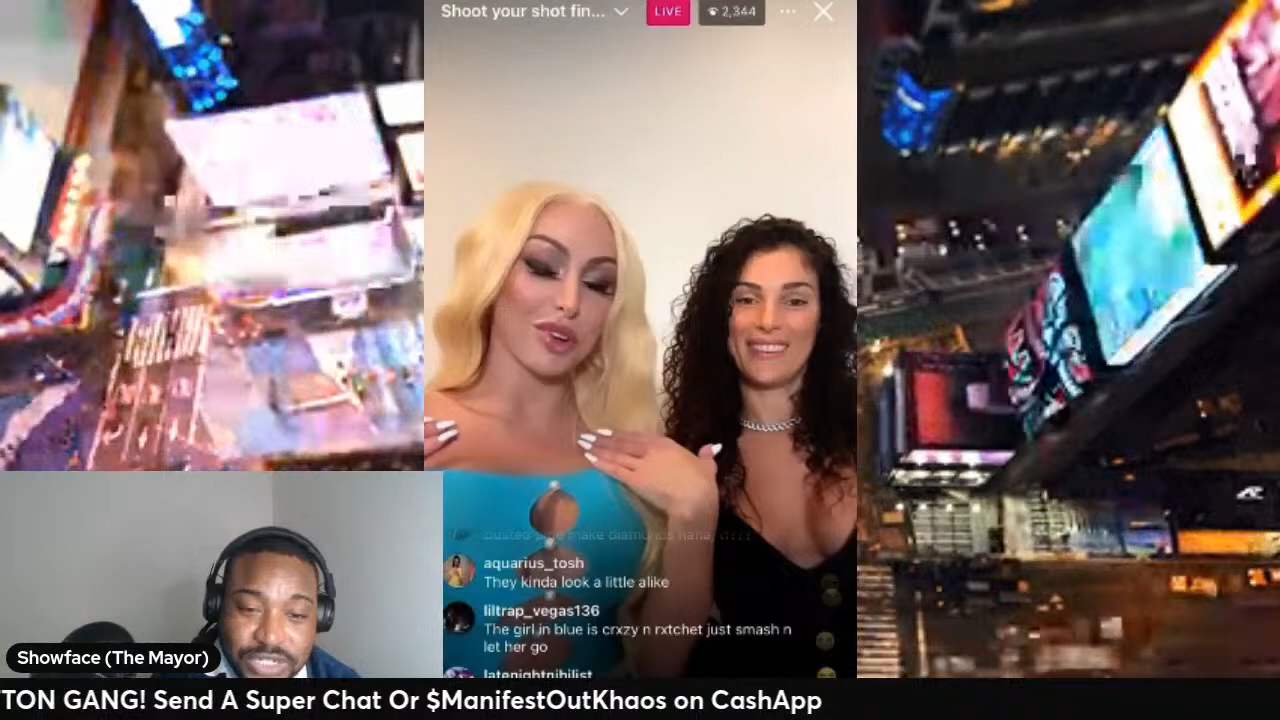 Shoot your shot fin...
LIVE
2,344
aquarius_tosh
They kinda look a little alike
liltrap_vegas136
The girl in blue is crxzy n rxtchet just smash n
let her go
latenightnihilist
Showface (The Mayor)
TON GANG! Send A Super Chat Or $ManifestOutKhaos on CashApp